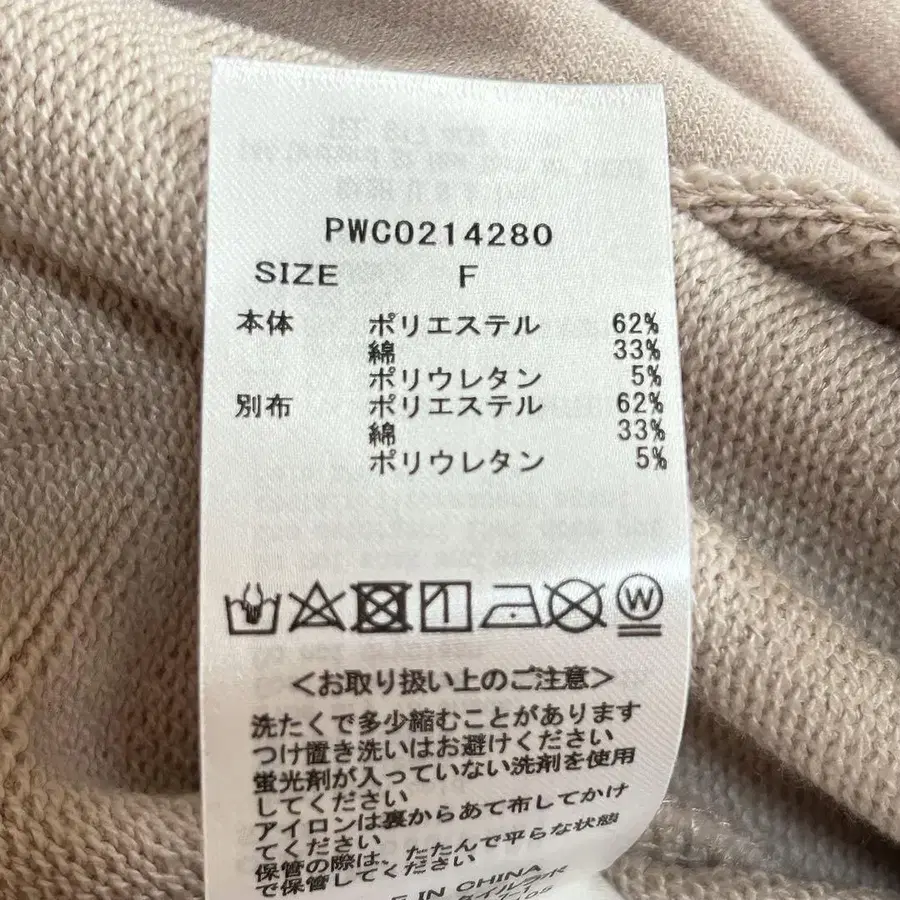 PWC0214280
SIZE F
本体 ポリエステル 62%
綿 33%
ポリウレタン 5%
別布 ポリエステル 62%
綿 33%
ポリウレタン 5%
W
<お取り扱い上のご注意>
洗たくで多少縮むことがあります
つけ置き洗いはお避けください
蛍光剤が入っていない洗剤を使用
してください
アイロンは裏からあて布してかけ
てください
保管の際は、たたんで平らな状態
で保管してください
IN CHINA